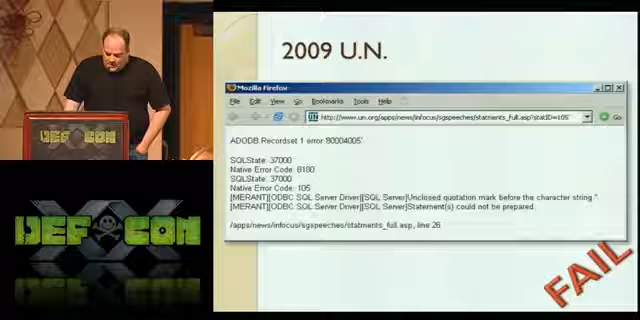 2009 U.N.
Mozilla Firefox
File Edit View Go Bookmarks Tools Help
http://www.un.org/apps/news/infocus/sgspeeches/statments_full.asp?statID=105'
Go
ADODB.Recordset.1 error '80004005'
SQLState: 37000
Native Error Code: 8180
SQLState: 37000
Native Error Code: 105
[MERANT][ODBC SQL Server Driver][SQL Server]Unclosed quotation mark before the character string ''.
[MERANT][ODBC SQL Server Driver][SQL Server]Statement(s) could not be prepared.
/apps/news/infocus/sgspeeches/statments_full.asp, line 26
FAIL
DEF CON
DEF CON
XX